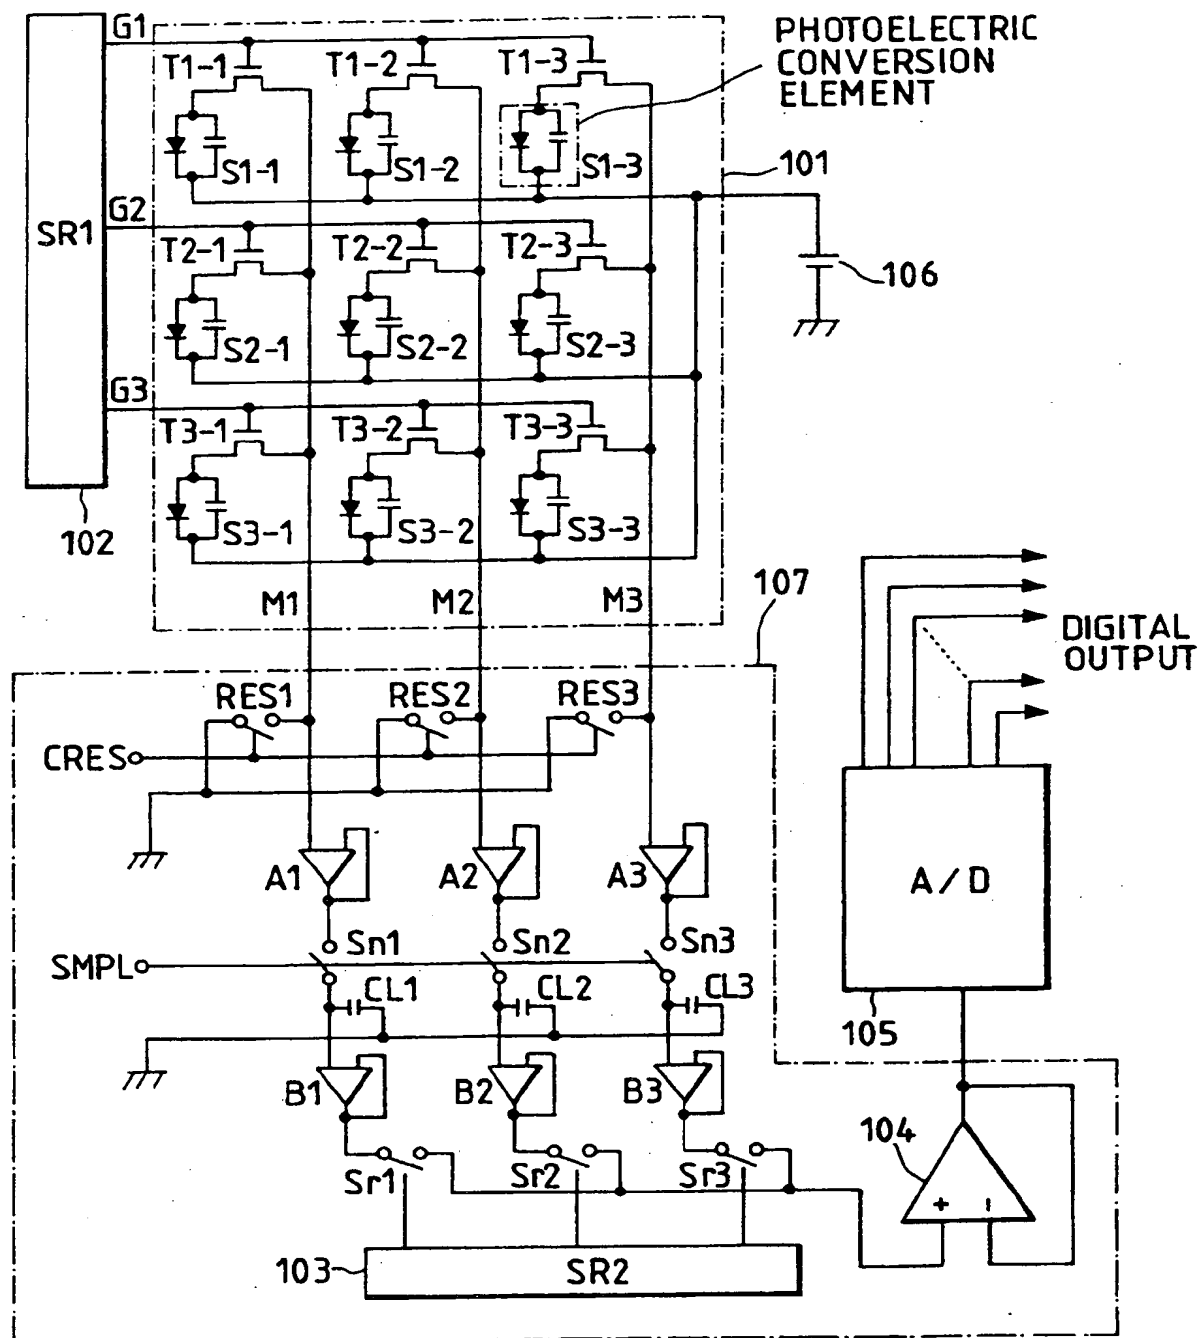 G1
PHOTOELECTRIC
CONVERSION
ELEMENT
T1-1
T1-2
T1-3
S1-1
S1-2
S1-3
101
SR1
G2
T2-1
T2-2
T2-3
106
S2-1
S2-2
S2-3
G3
T3-1
T3-2
T3-3
S3-1
S3-2
S3-3
102
M1
M2
M3
107
DIGITAL
OUTPUT
RES1
RES2
RES3
CRES
A1
A2
A3
A/D
Sn1
Sn2
Sn3
SMPL
CL1
CL2
CL3
105
B1
B2
B3
104
Sr1
Sr2
Sr3
+
-
103
SR2